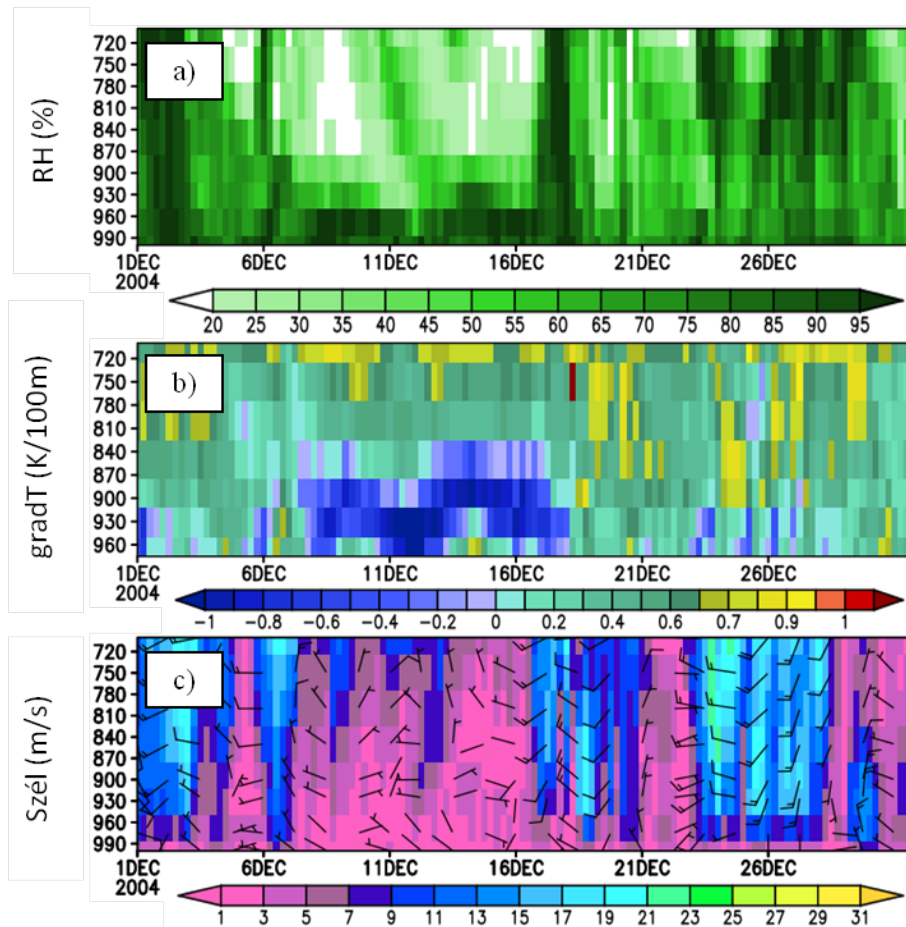 RH (%)
a)
720
750
780
810
840
870
900
930
960
990
1DEC 6DEC 11DEC 16DEC 21DEC 26DEC
2004
20 25 30 35 40 45 50 55 60 65 70 75 80 85 90 95
gradT (K/100m)
b)
720
750
780
810
840
870
900
930
960
1DEC 6DEC 11DEC 16DEC 21DEC 26DEC
2004
−1 −0.8 −0.6 −0.4 −0.2 0 0.2 0.4 0.6 0.7 0.9 1
Szél (m/s)
c)
720
750
780
810
840
870
900
930
960
990
1DEC 6DEC 11DEC 16DEC 21DEC 26DEC
2004
1 3 5 7 9 11 13 15 17 19 21 23 25 27 29 31